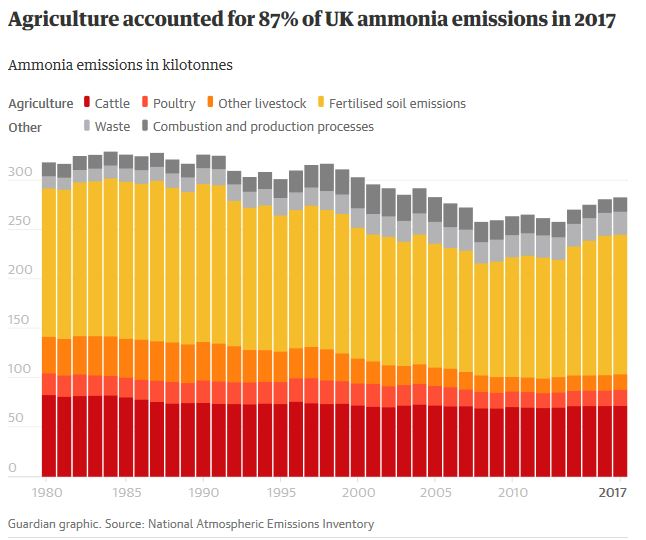 Agriculture accounted for 87% of UK ammonia emissions in 2017
Ammonia emissions in kilotonnes
Agriculture Cattle Poultry Other livestock Fertilised soil emissions
Other Waste Combustion and production processes
300
250
200
150
100
50
0
1980 1985 1990 1995 2000 2005 2010 2017
Guardian graphic. Source: National Atmospheric Emissions Inventory